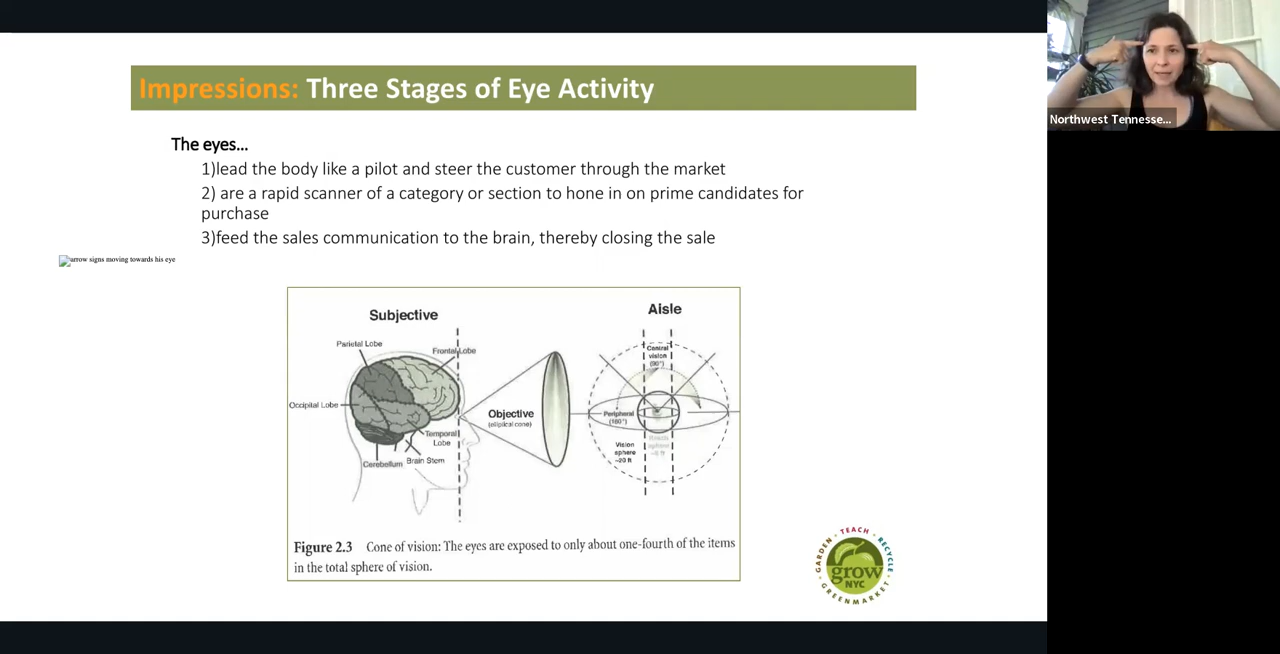 Impressions: Three Stages of Eye Activity
Northwest Tennesse...
The eyes...
1)lead the body like a pilot and steer the customer through the market
2) are a rapid scanner of a category or section to hone in on prime candidates for
purchase
3)feed the sales communication to the brain, thereby closing the sale
arrow signs moving towards his eye
Subjective
Aisle
Parietal Lobe
Frontal Lobe
Central
vision
(90°)
Occipital Lobe
Objective
(eliptical cone)
Peripheral
(180°)
Temporal
Lobe
Brain Stem
Cerebellum
Vision
sphere
~20 ft
Figure 2.3 Cone of vision: The eyes are exposed to only about one-fourth of the items
in the total sphere of vision.
GARDEN • TEACH • RECYCLE • GREENMARKET
grow
NYC